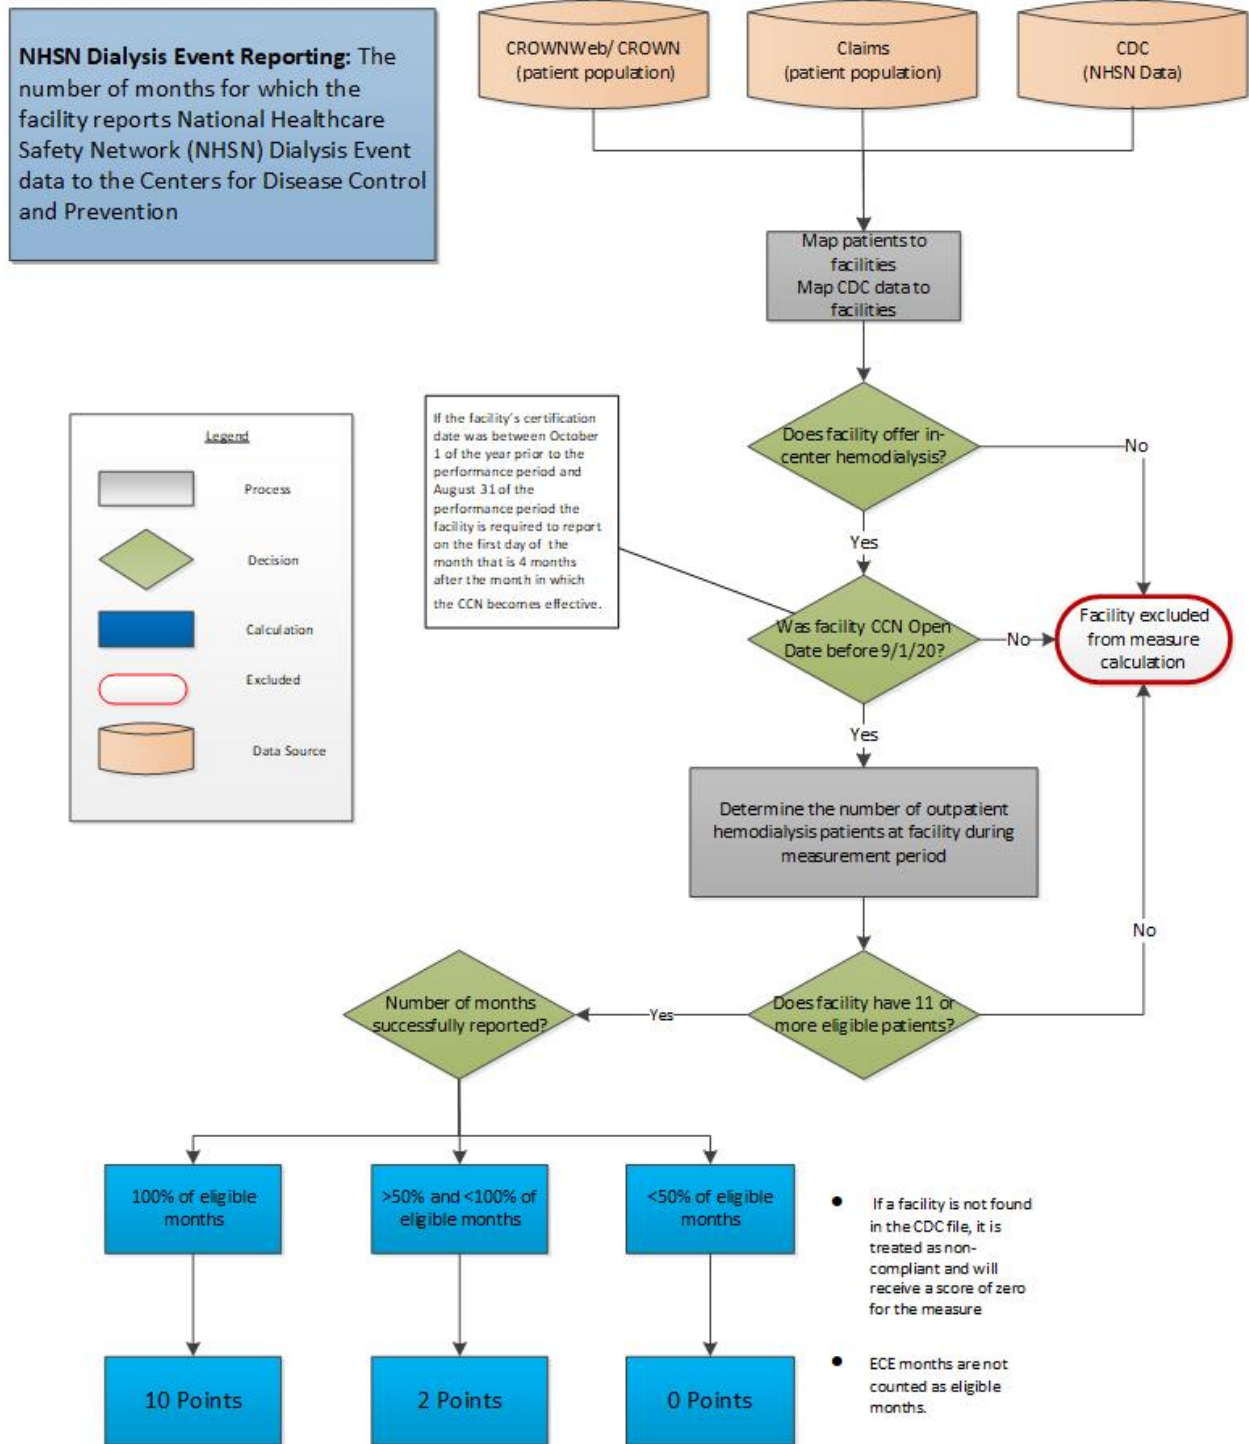 NHSN Dialysis Event Reporting: The
number of months for which the
facility reports National Healthcare
Safety Network (NHSN) Dialysis Event
data to the Centers for Disease Control
and Prevention
CROWNWeb/ CROWN
(patient population)
Claims
(patient population)
CDC
(NHSN Data)
Map patients to
facilities
Map CDC data to
facilities
Legend
Process
Decision
Calculation
Excluded
Data Source
If the facility's certification
date was between October
1 of the year prior to the
performance period and
August 31 of the
performance period the
facility is required to report
on the first day of the
month that is 4 months
after the month in which
the CCN becomes effective.
Does facility offer in-
center hemodialysis?
No
Yes
Was facility CCN Open
Date before 9/1/20?
No
Facility excluded
from measure
calculation
Yes
Determine the number of outpatient
hemodialysis patients at facility during
measurement period
No
Does facility have 11 or
more eligible patients?
Yes
Number of months
successfully reported?
100% of eligible
months
>50% and <100% of
eligible months
<50% of eligible
months
10 Points
2 Points
0 Points
• If a facility is not found
in the CDC file, it is
treated as non-
compliant and will
receive a score of zero
for the measure
• ECE months are not
counted as eligible
months.